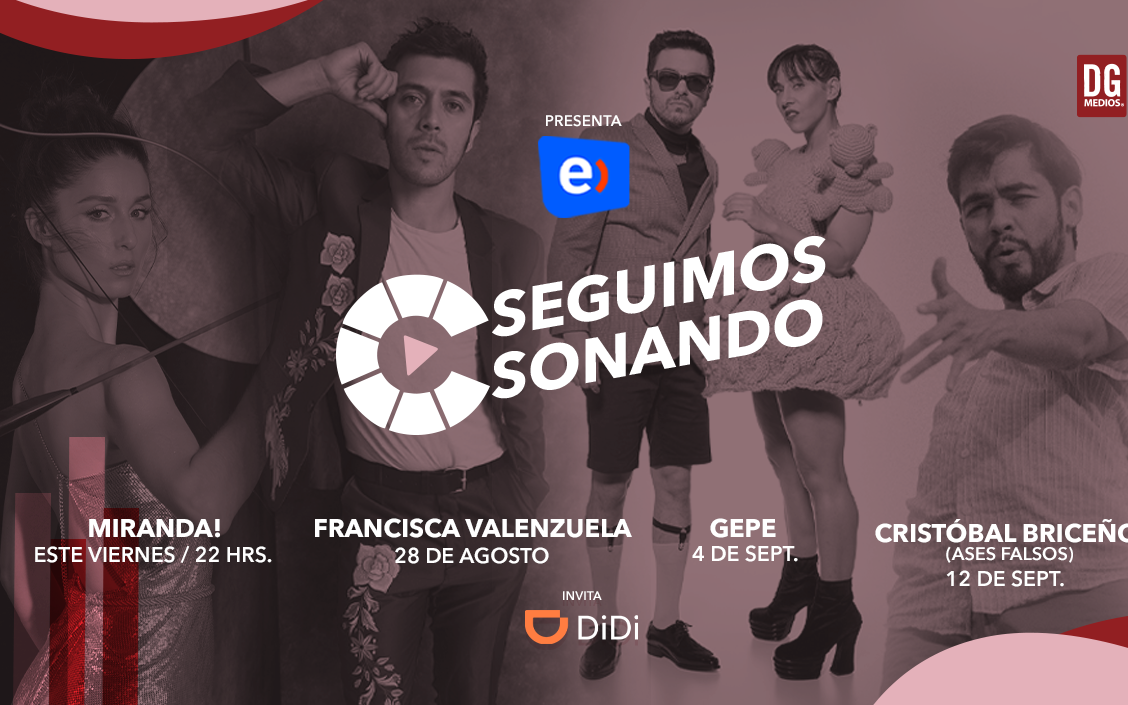 DG
MEDIOS®
PRESENTA
e)
SEGUIMOS
SONANDO
MIRANDA!
ESTE VIERNES / 22 HRS.
FRANCISCA VALENZUELA
28 DE AGOSTO
GEPE
4 DE SEPT.
CRISTÓBAL BRICEÑO
(ASES FALSOS)
12 DE SEPT.
INVITA
DiDi